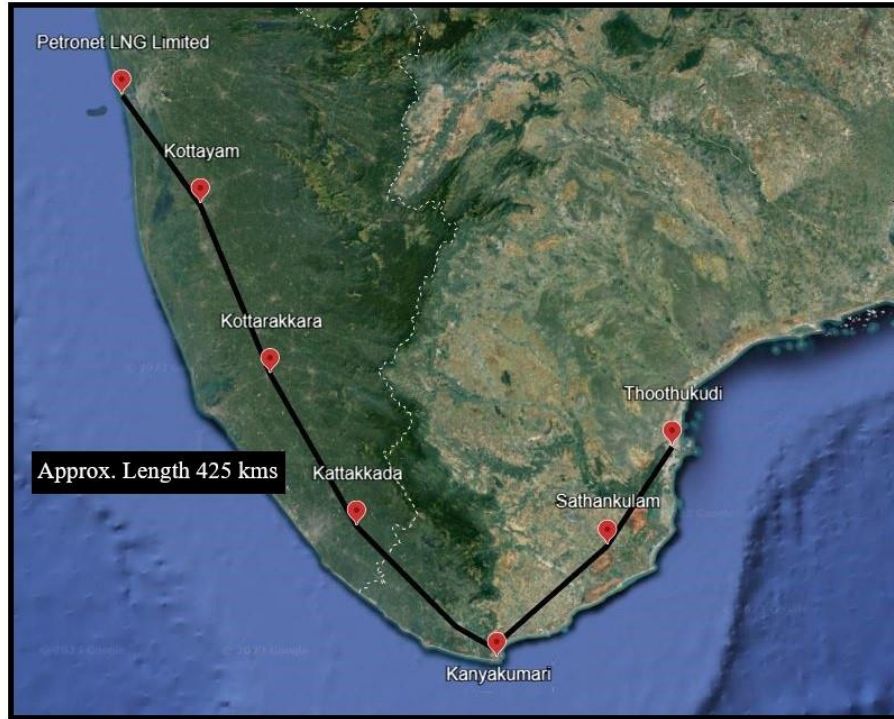 Petronet LNG Limited
Kottayam
Kottarakkara
Thoothukudi
Approx. Length 425 kms
Kattakkada
Sathankulam
Kanyakumari